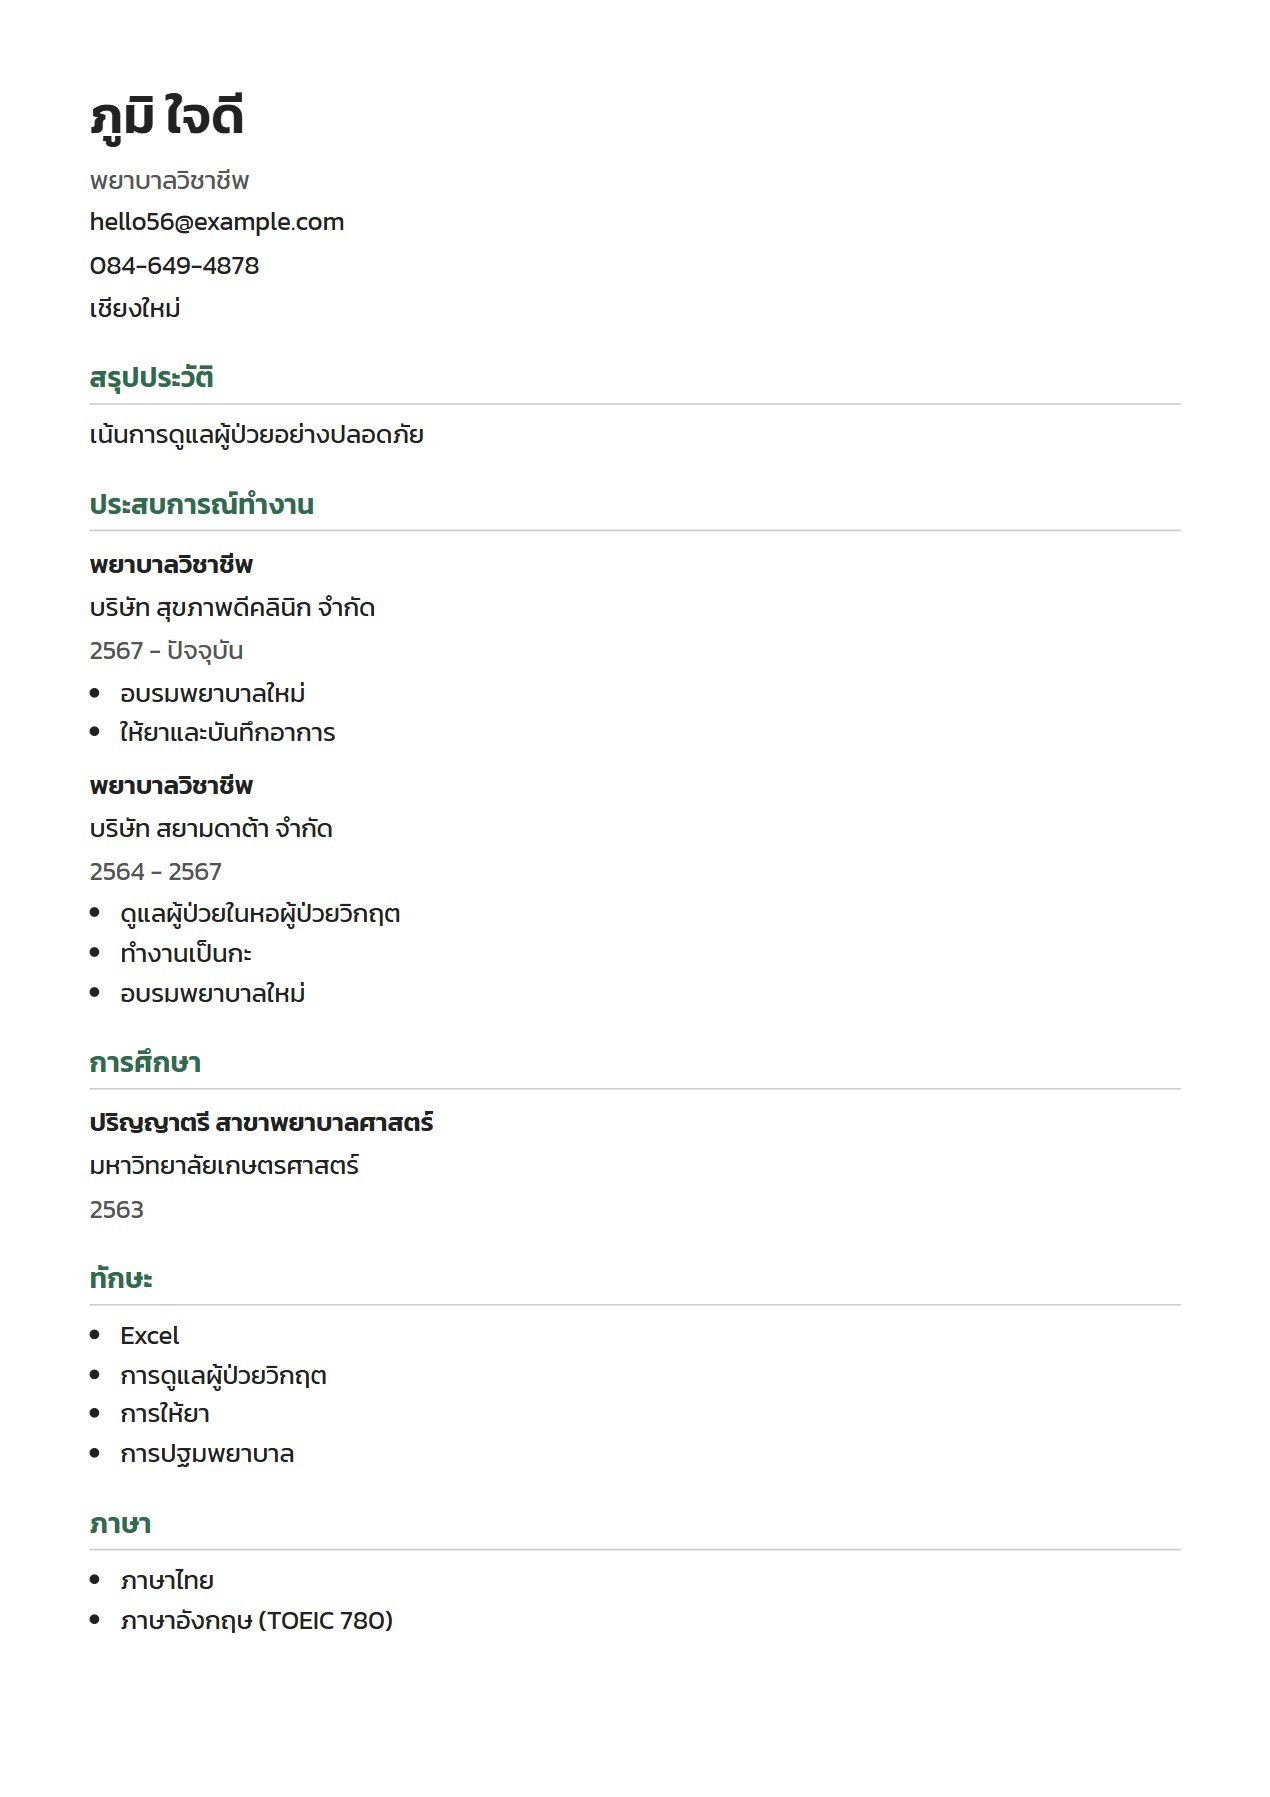 ภูมิ ใจดี
พยาบาลวิชาชีพ
hello56@example.com
084-649-4878
เชียงใหม่
สรุปประวัติ
เน้นการดูแลผู้ป่วยอย่างปลอดภัย
ประสบการณ์ทำงาน
พยาบาลวิชาชีพ
บริษัท สุขภาพดีคลินิก จำกัด
2567 – ปัจจุบัน
• อบรมพยาบาลใหม่
• ให้ยาและบันทึกอาการ
พยาบาลวิชาชีพ
บริษัท สยามดาต้า จำกัด
2564 – 2567
• ดูแลผู้ป่วยในหอผู้ป่วยวิกฤต
• ทำงานเป็นกะ
• อบรมพยาบาลใหม่
การศึกษา
ปริญญาตรี สาขาพยาบาลศาสตร์
มหาวิทยาลัยเกษตรศาสตร์
2563
ทักษะ
• Excel
• การดูแลผู้ป่วยวิกฤต
• การให้ยา
• การปฐมพยาบาล
ภาษา
• ภาษาไทย
• ภาษาอังกฤษ (TOEIC 780)